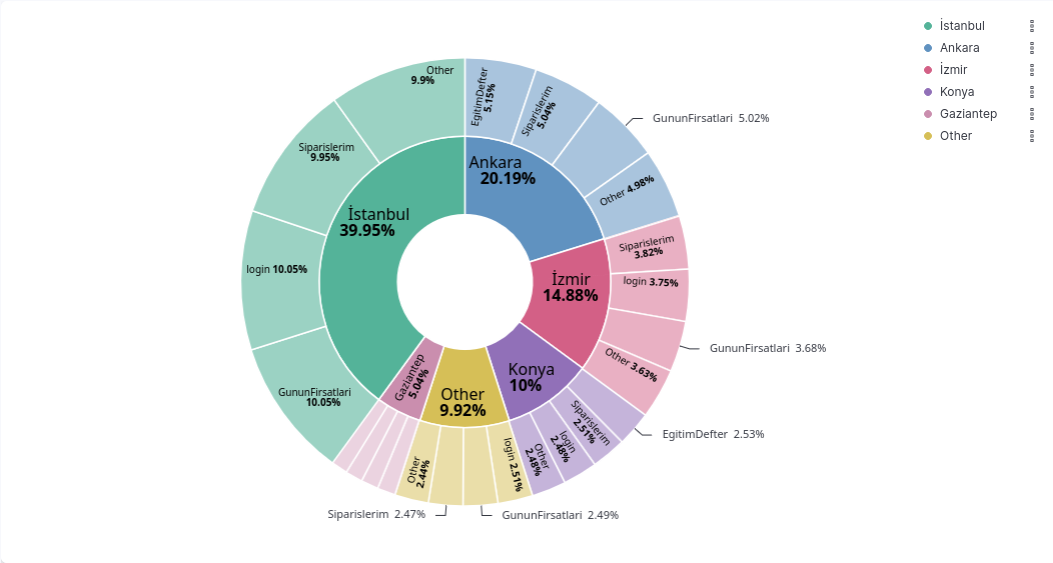 İstanbul
Ankara
İzmir
Konya
Gaziantep
Other
Other
9.9%
EgitimDefter
5.15%
Siparislerim
5.04%
GununFirsatlari 5.02%
Other 4.98%
Siparislerim
9.95%
Ankara
20.19%
İstanbul
39.95%
login 10.05%
Siparislerim
3.82%
login 3.75%
İzmir
14.88%
GununFirsatlari 3.68%
Other 3.63%
GununFirsatlari
10.05%
Gaziantep
5.04%
Other
9.92%
Konya
10%
EgitimDefter 2.53%
Siparislerim
2.51%
login
2.48%
Other
2.48%
login 2.51%
Other
2.44%
Siparislerim 2.47%
GununFirsatlari 2.49%